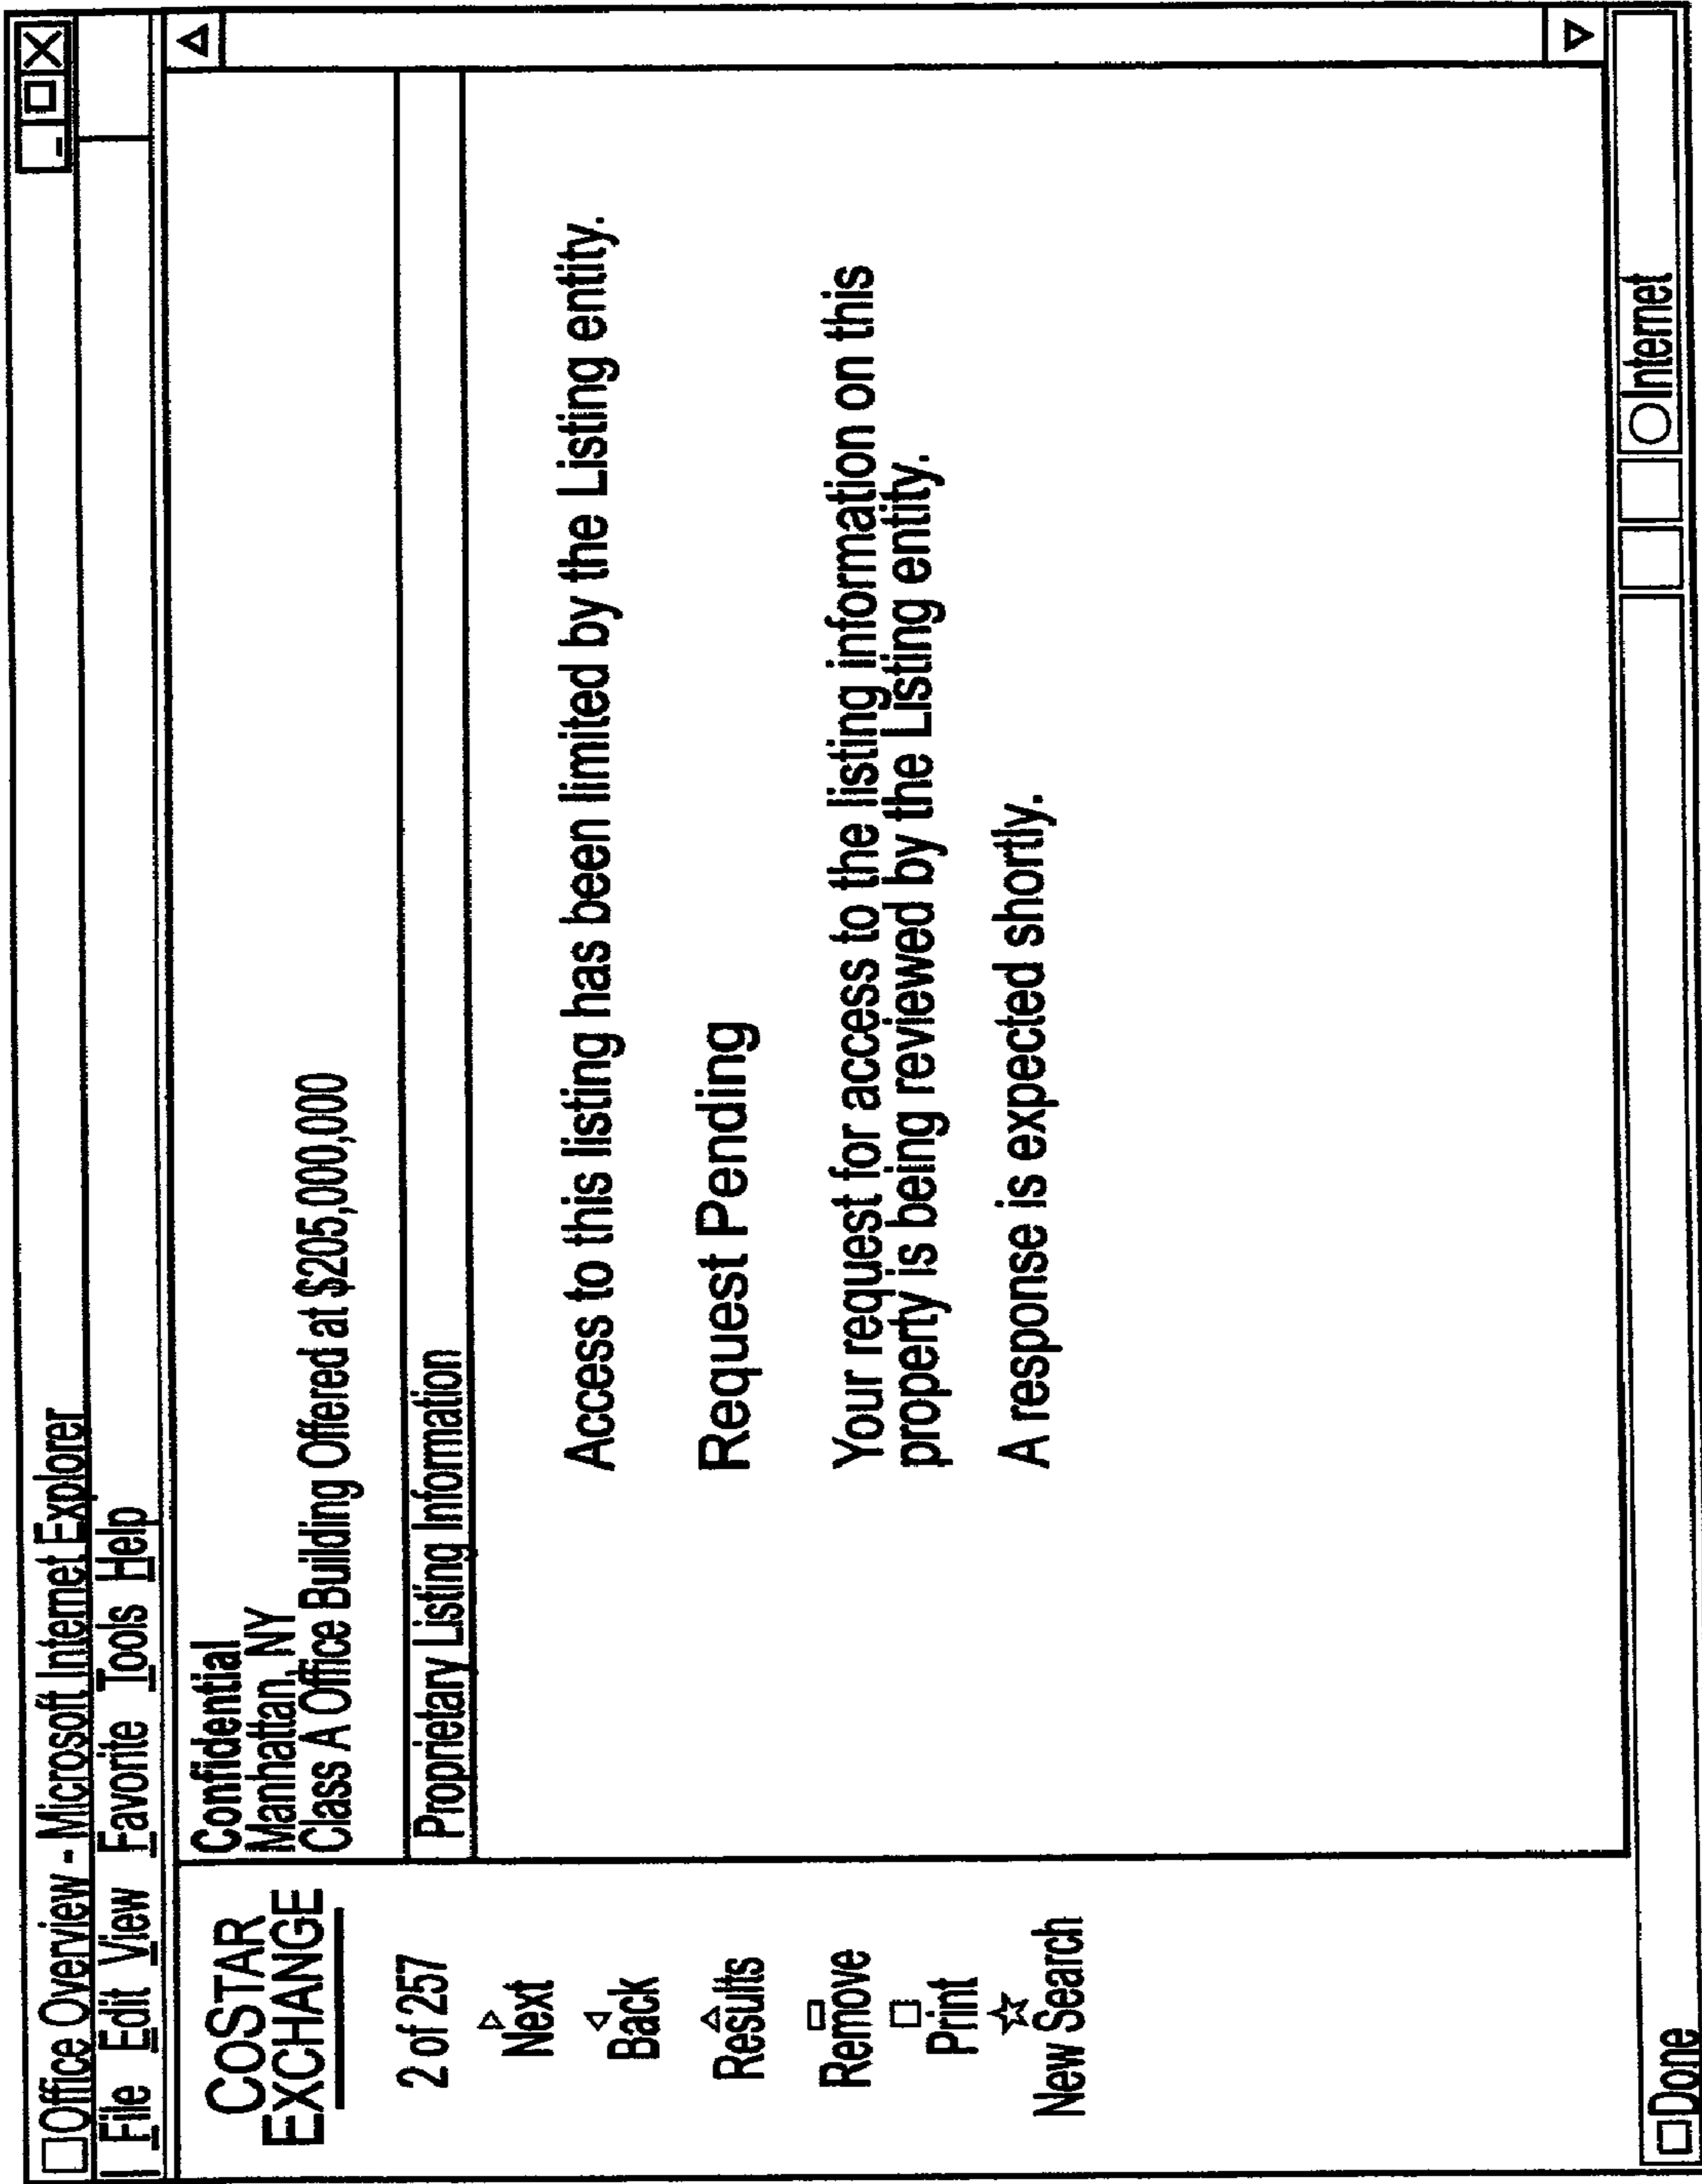 Office Overview - Microsoft Internet Explorer
File Edit View Favorite Tools Help
COSTAR
EXCHANGE
2 of 257
Next
Back
Results
Remove
Print
New Search
Confidential
Manhattan, NY
Class A Office Building Offered at $205,000,000
Proprietary Listing Information
Access to this listing has been limited by the Listing entity.
Request Pending
Your request for access to the listing information on this
property is being reviewed by the Listing entity.
A response is expected shortly.
Done
Internet